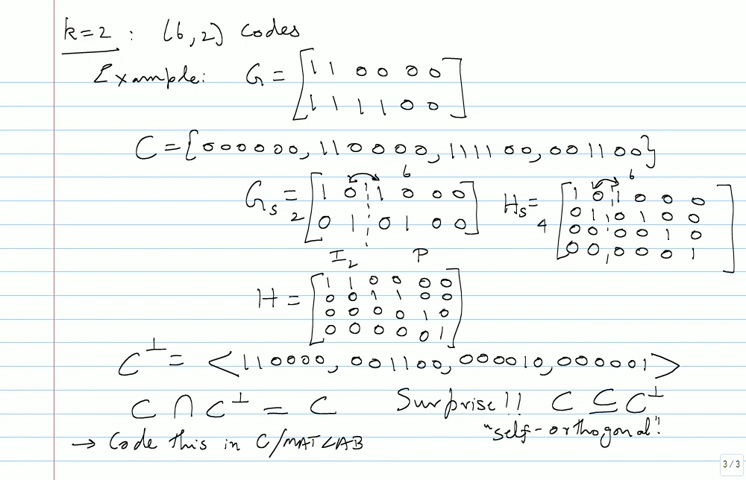 k=2 : (6,2) codes
Example: G = [1 1 0 0 0 0
1 1 1 1 0 0]
C = {000000, 110000, 111100, 001100}
6
6
G_s = 2 [1 0 | 1 0 0 0
0 1 | 0 1 0 0]
I_2 P
H_s = 4 [1 0 | 1 0 0 0
0 1 | 0 1 0 0
0 0 | 0 0 1 0
0 0 | 0 0 0 1]
H = [1 1 0 0 0 0
0 0 1 1 0 0
0 0 0 0 1 0
0 0 0 0 0 1]
C^⊥ = <110000, 001100, 000010, 000001>
C ∩ C^⊥ = C Surprise!! C ⊆ C^⊥
→ Code this in C/MATLAB "self-orthogonal"!
3/3